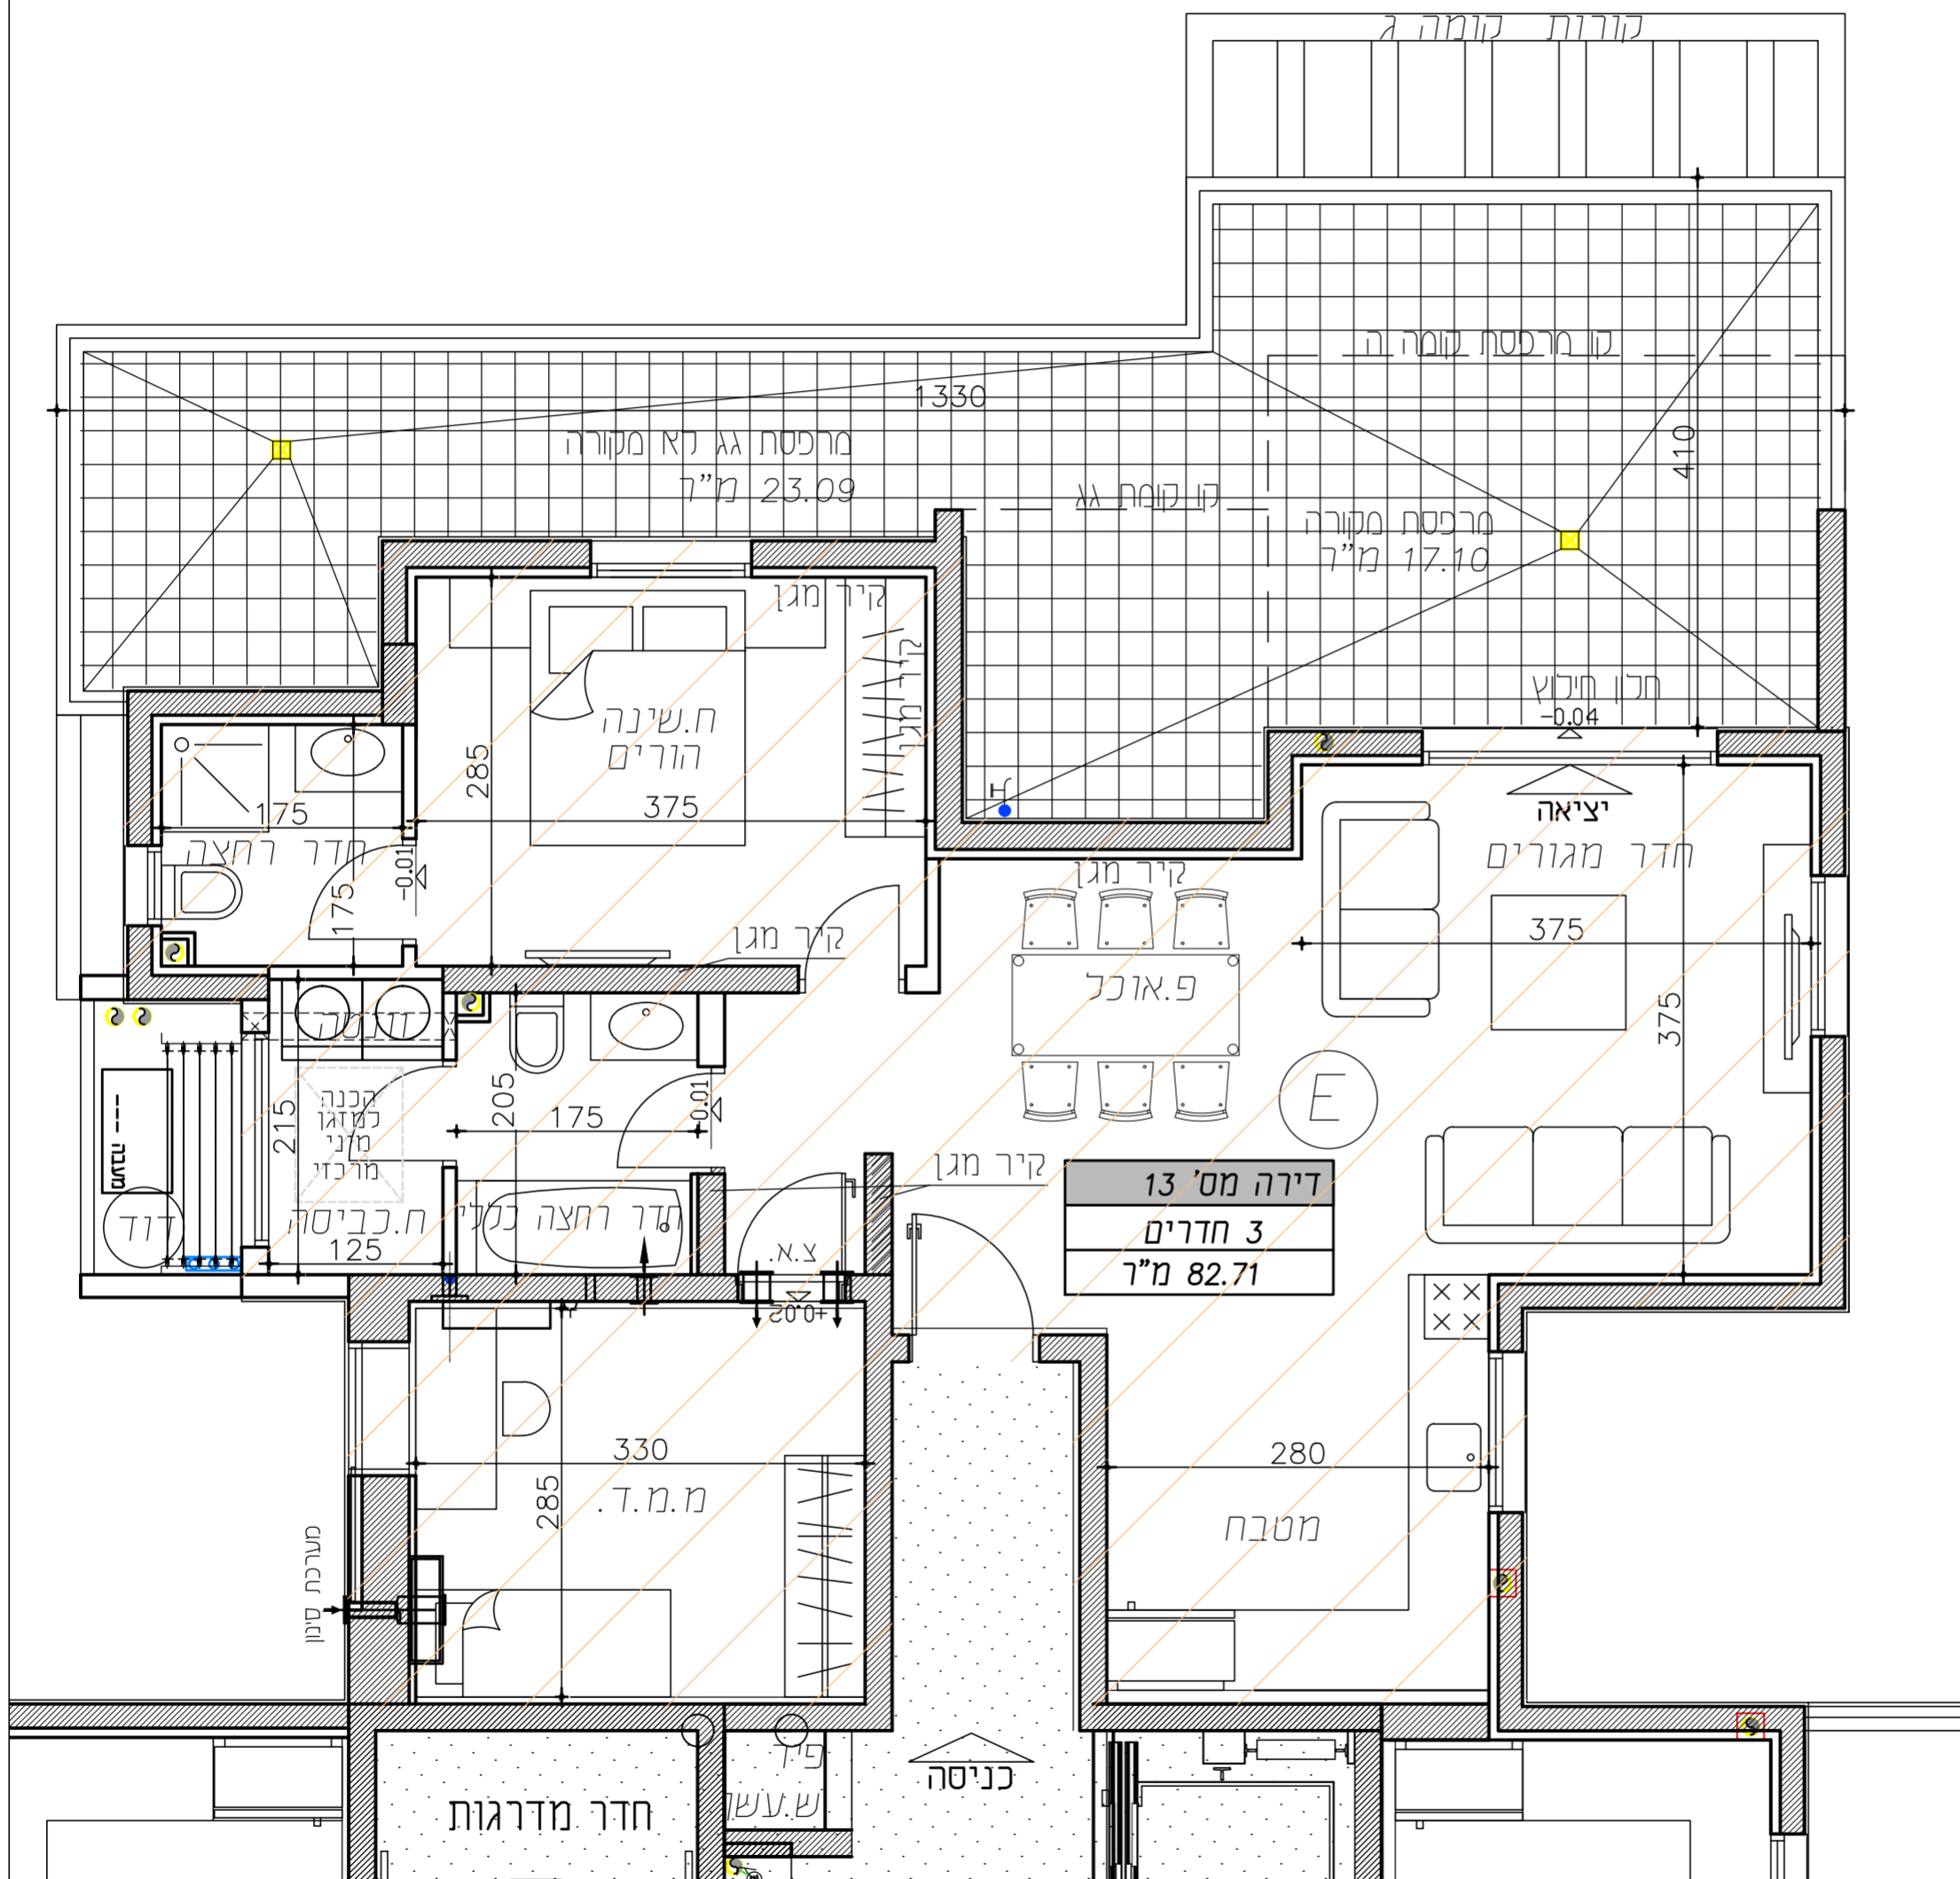 קורות קומה ג
קו מרפסת קומה ה
1330
410
מרפסת גג לא מקורה
23.09 מ"ר
קו קומת גג
מרפסת מקורה
17.10 מ"ר
קיר מגן
קיר מגן
חלון חילוץ
-0.04
ח.שינה
הורים
285
375
יציאה
חדר מגורים
175
חדר רחצה
-0.01
175
קיר מגן
קיר מגן
375
פ.אוכל
375
ונטה
הכנה
למזגן
מיני
מרכזי
215
205
175
-0.01
E
מעבה
דוד
ח.כביסה
125
חדר רחצה כללי
קיר מגן
צ.א.
+0.05
דירה מס' 13
3 חדרים
82.71 מ"ר
330
285
מ.מ.ד.
280
מטבח
מערכת סינון
פיר
ש.עשן
כניסה
חדר מדרגות